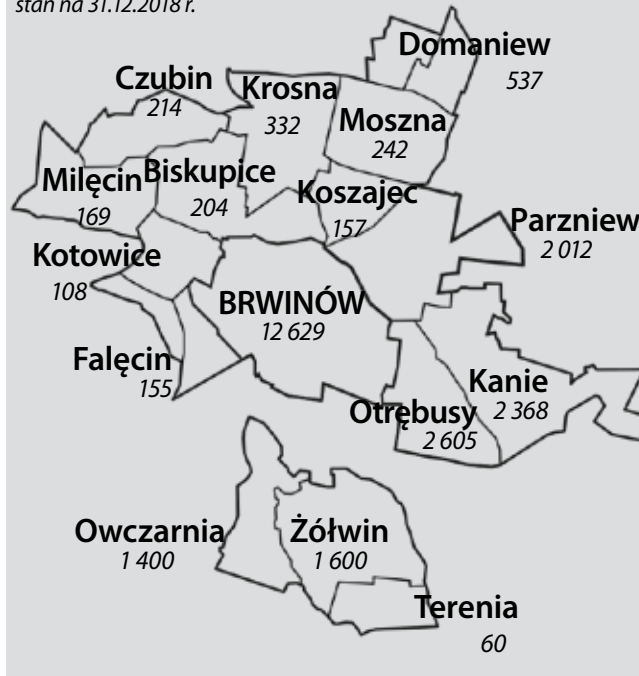 stan na 31.12.2018 r.
Domaniew
537
Czubin
214
Krosna
332
Moszna
242
Milęcin
169
Biskupice
204
Koszajec
157
Parzniew
2 012
Kotowice
108
BRWINÓW
12 629
Falęcin
155
Kanie
2 368
Otrębusy
2 605
Owczarnia
1 400
Żółwin
1 600
Terenia
60